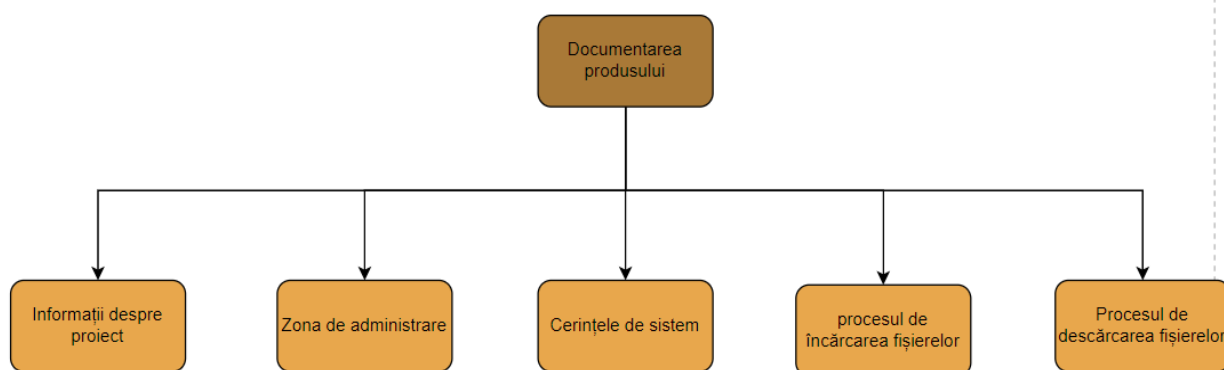 Documentarea
produsului
Informații despre
proiect
Zona de administrare
Cerințele de sistem
procesul de
încărcarea fișierelor
Procesul de
descărcarea fișierelor